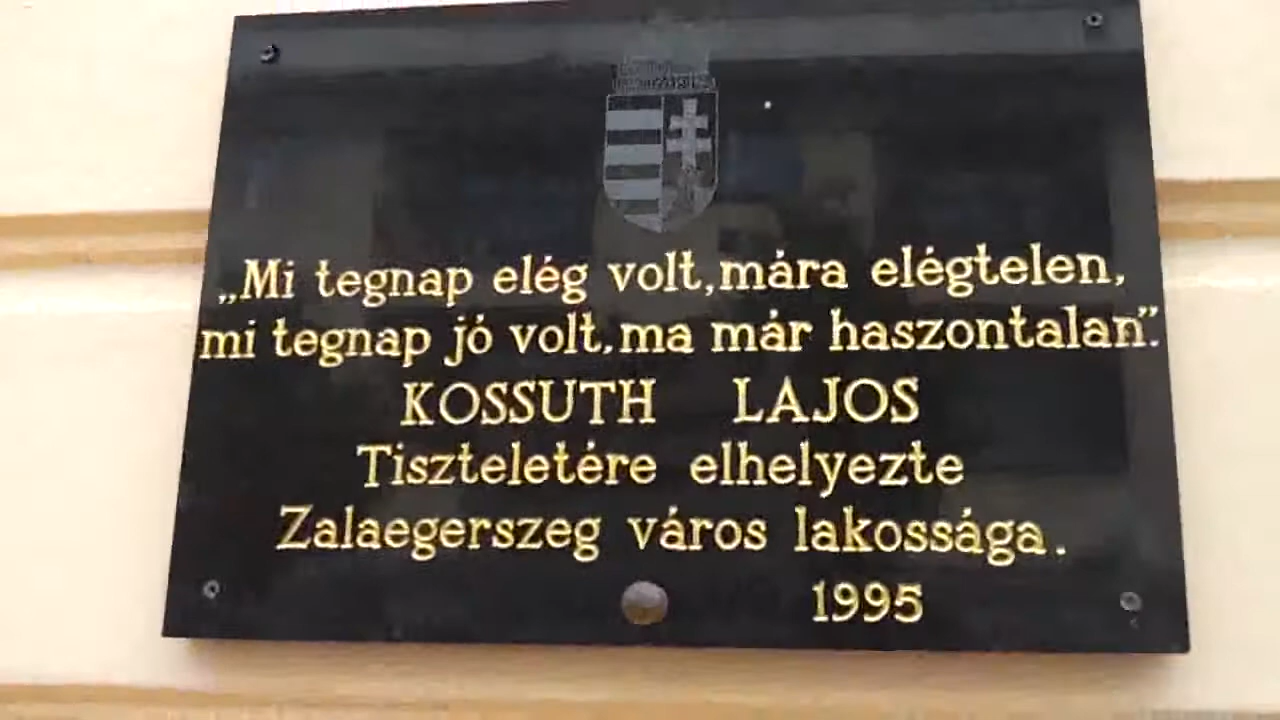 „Mi tegnap elég volt, mára elégtelen,
mi tegnap jó volt, ma már haszontalan”.
KOSSUTH LAJOS
Tiszteletére elhelyezte
Zalaegerszeg város lakossága.
1995